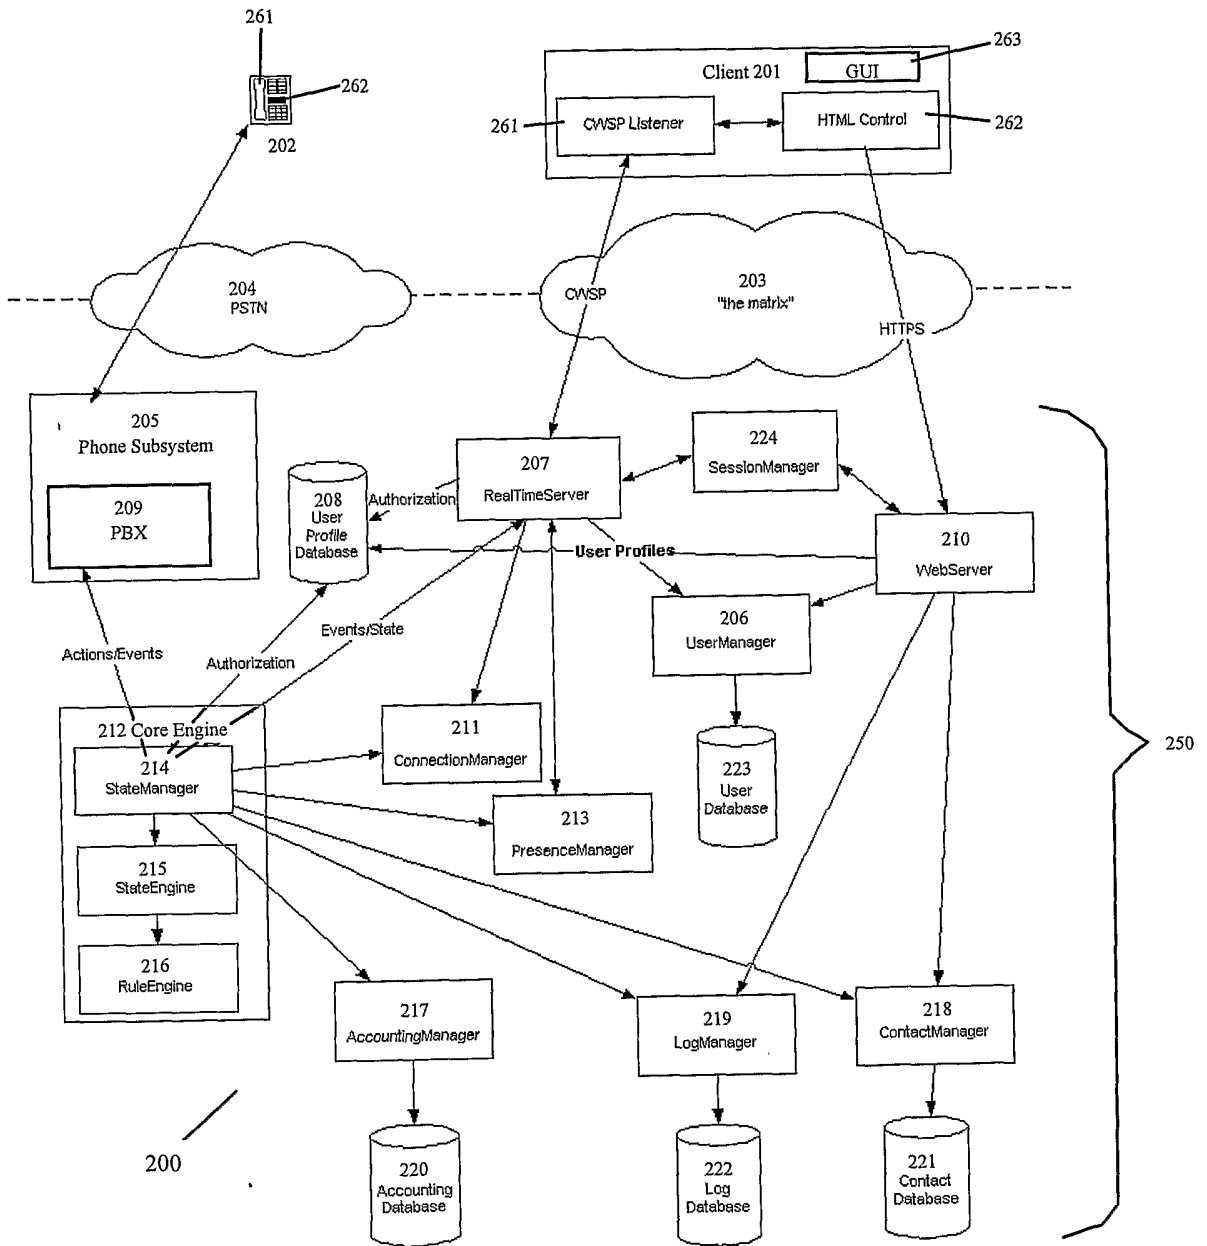 261
263
Client 201
GUI
262
261
CWSP Listener
HTML Control
262
202
204
PSTN
203
"the matrix"
CWSP
HTTPS
205
Phone Subsystem
209
PBX
208
User
Profile
Database
Authorization
207
RealTimeServer
224
SessionManager
210
WebServer
User Profiles
206
UserManager
Events/State
Actions/Events
Authorization
212 Core Engine
214
StateManager
211
ConnectionManager
223
User
Database
250
213
PresenceManager
215
StateEngine
216
RuleEngine
217
AccountingManager
219
LogManager
218
ContactManager
200
220
Accounting
Database
222
Log
Database
221
Contact
Database